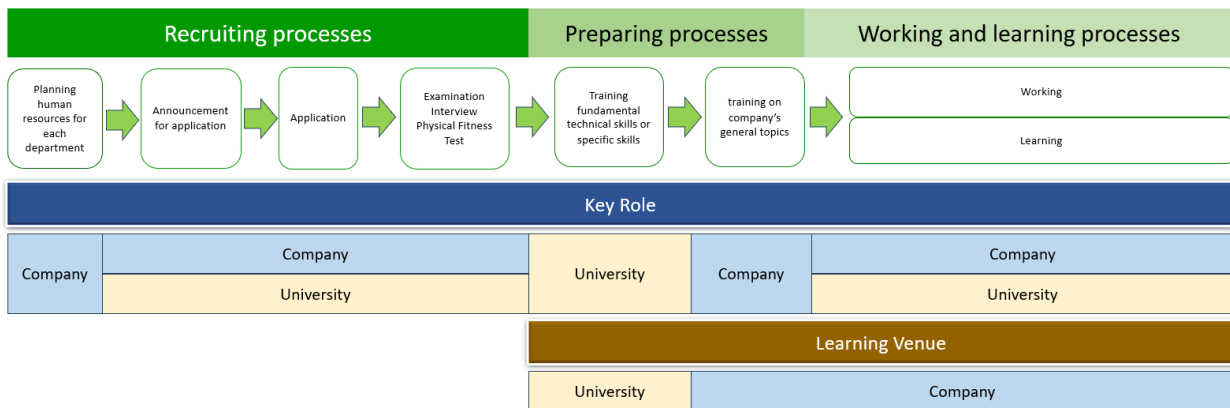 Recruiting processes
Preparing processes
Working and learning processes
Planning
human
resources for
each
department
Announcement
for application
Application
Examination
Interview
Physical Fitness
Test
Training
fundamental
technical skills or
specific skills
training on
company's
general topics
Working
Learning
Key Role
Company
Company
University
University
Company
Company
University
Learning Venue
University
Company